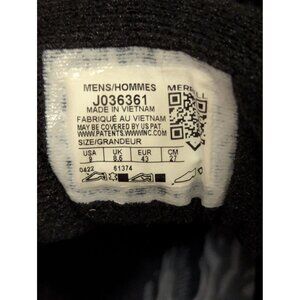 MENS/HOMMES MERRELL
J036361
MADE IN VIETNAM
FABRIQUÉ AU VIETNAM
MAY BE COVERED BY US PAT.
WWW.PATENTS.WWWINC.COM
SIZE/GRANDEUR
USA UK EUR CM
9 8.5 43 27
0422 61374